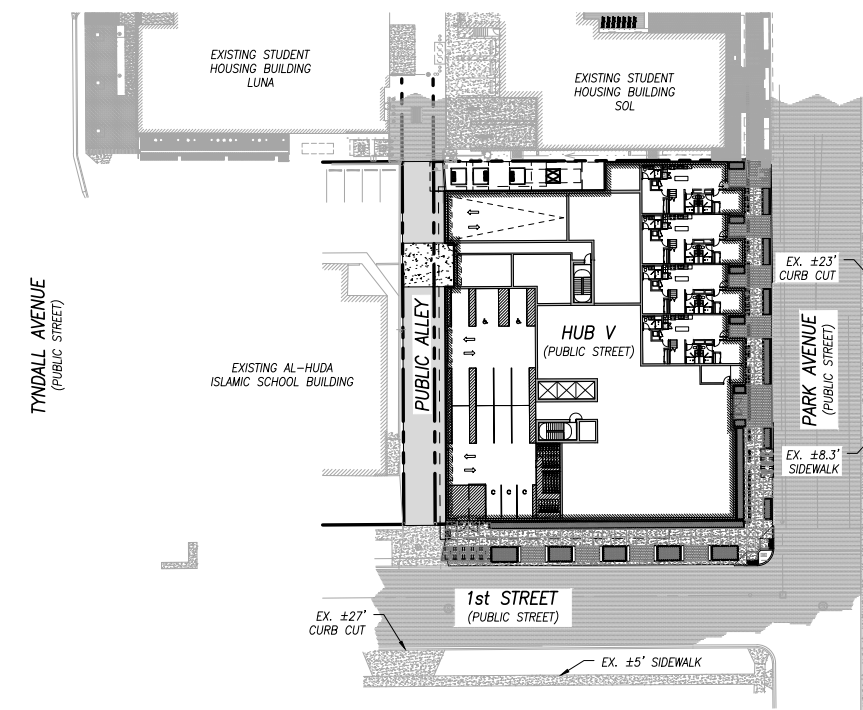 EXISTING STUDENT
HOUSING BUILDING
LUNA
EXISTING STUDENT
HOUSING BUILDING
SOL
EX. ±23'
CURB CUT
TYNDALL AVENUE
(PUBLIC STREET)
PUBLIC ALLEY
HUB V
(PUBLIC STREET)
PARK AVENUE
(PUBLIC STREET)
EXISTING AL-HUDA
ISLAMIC SCHOOL BUILDING
EX. ±8.3'
SIDEWALK
1st STREET
(PUBLIC STREET)
EX. ±27'
CURB CUT
EX. ±5' SIDEWALK